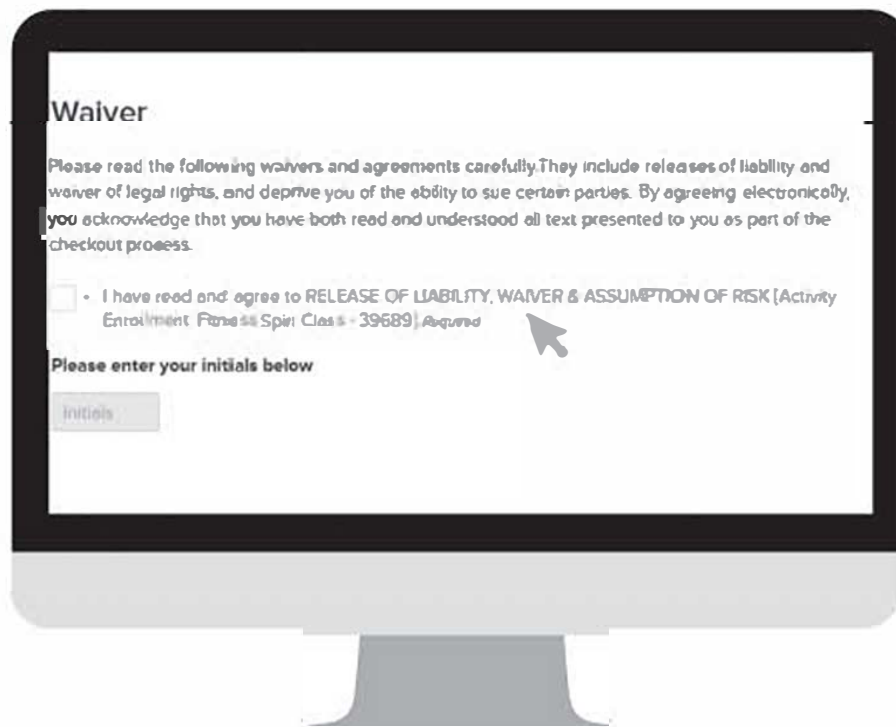 Waiver
Please read the following waivers and agreements carefully.They include releases of liability and
waiver of legal rights, and deprive you of the ability to sue certain parties. By agreeing electronically,
you acknowledge that you have both read and understood all text presented to you as part of the
checkout process.
• I have read and agree to RELEASE OF LIABILITY, WAIVER & ASSUMPTION OF RISK [Activity
Enrollment Fitness Spin Class - 39689] Required
Please enter your initials below
Initials